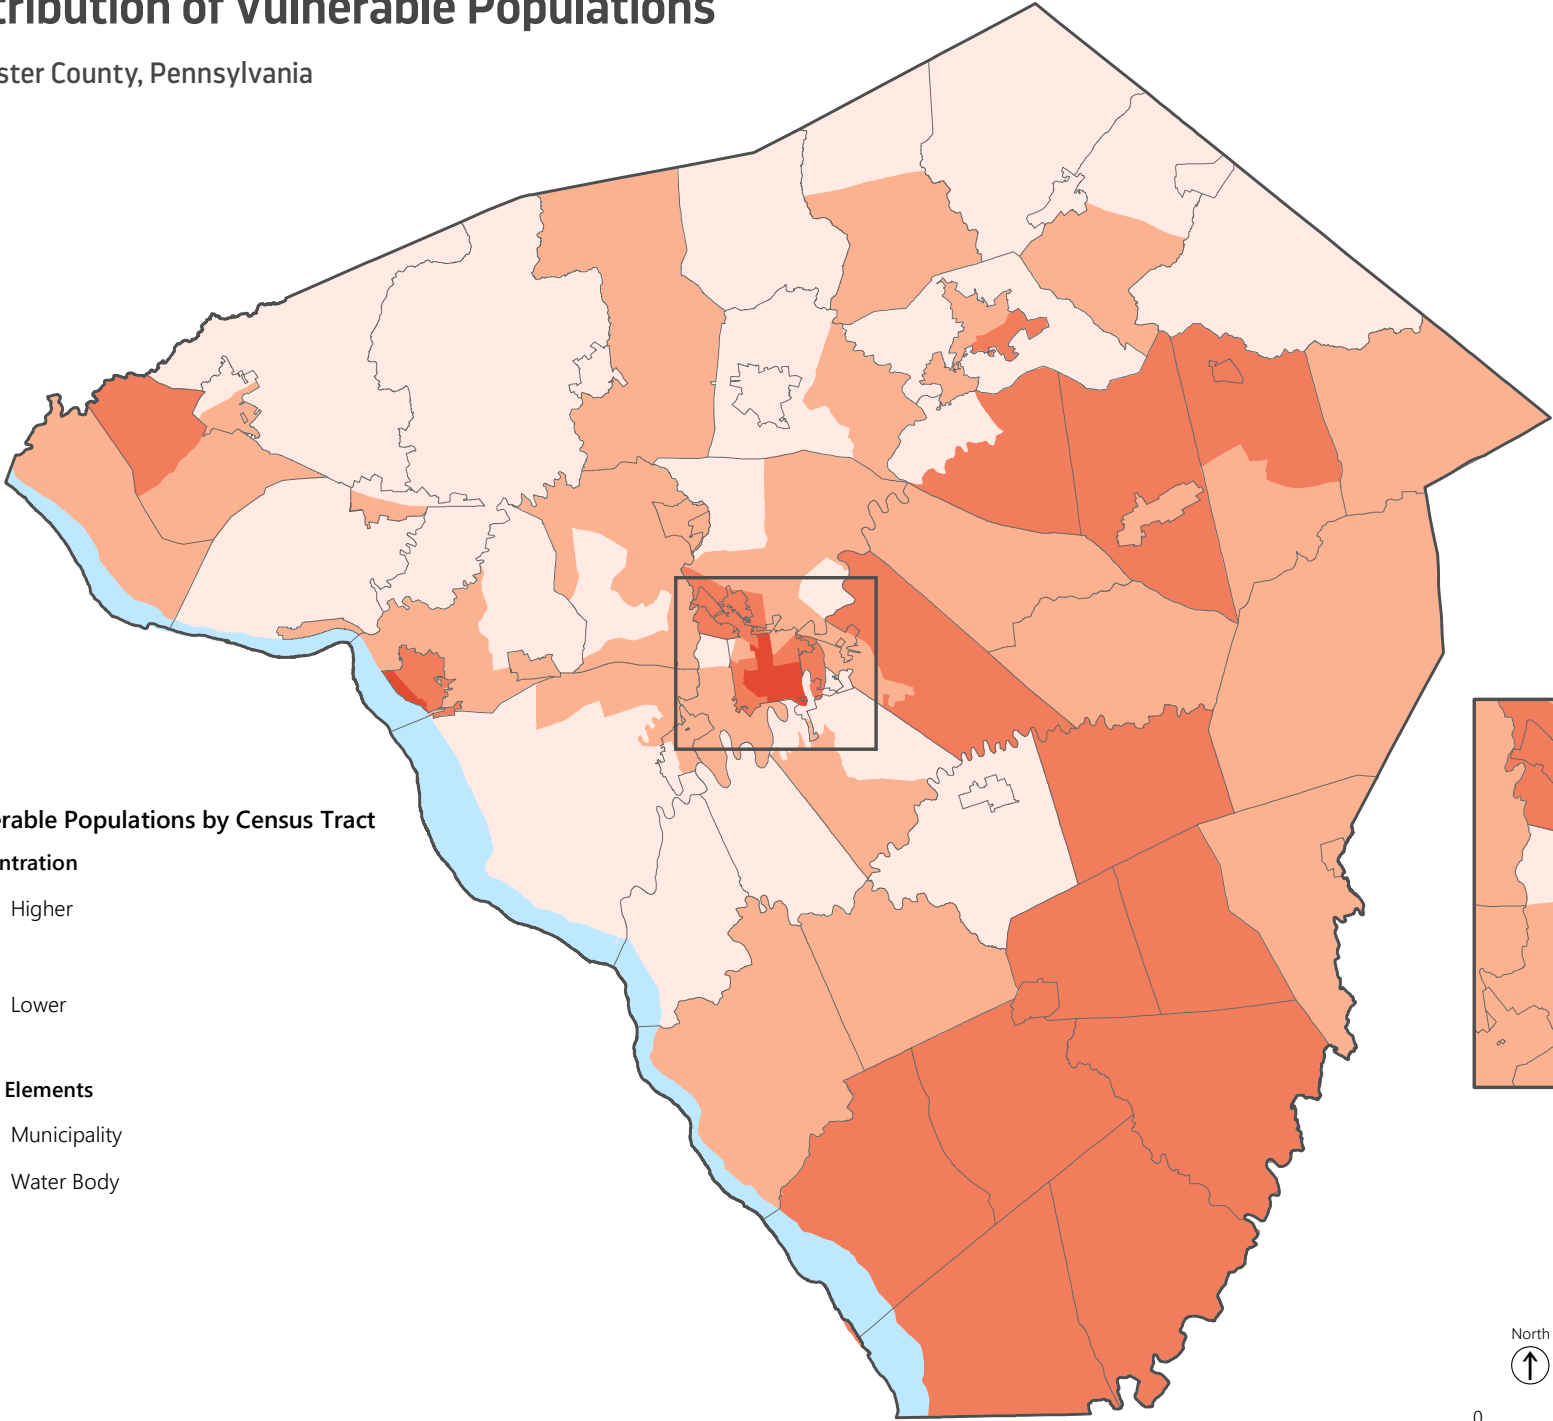 tribution of Vulnerable Populations
ster County, Pennsylvania
erable Populations by Census Tract
ntration
Higher
Lower
Elements
Municipality
Water Body
North
0